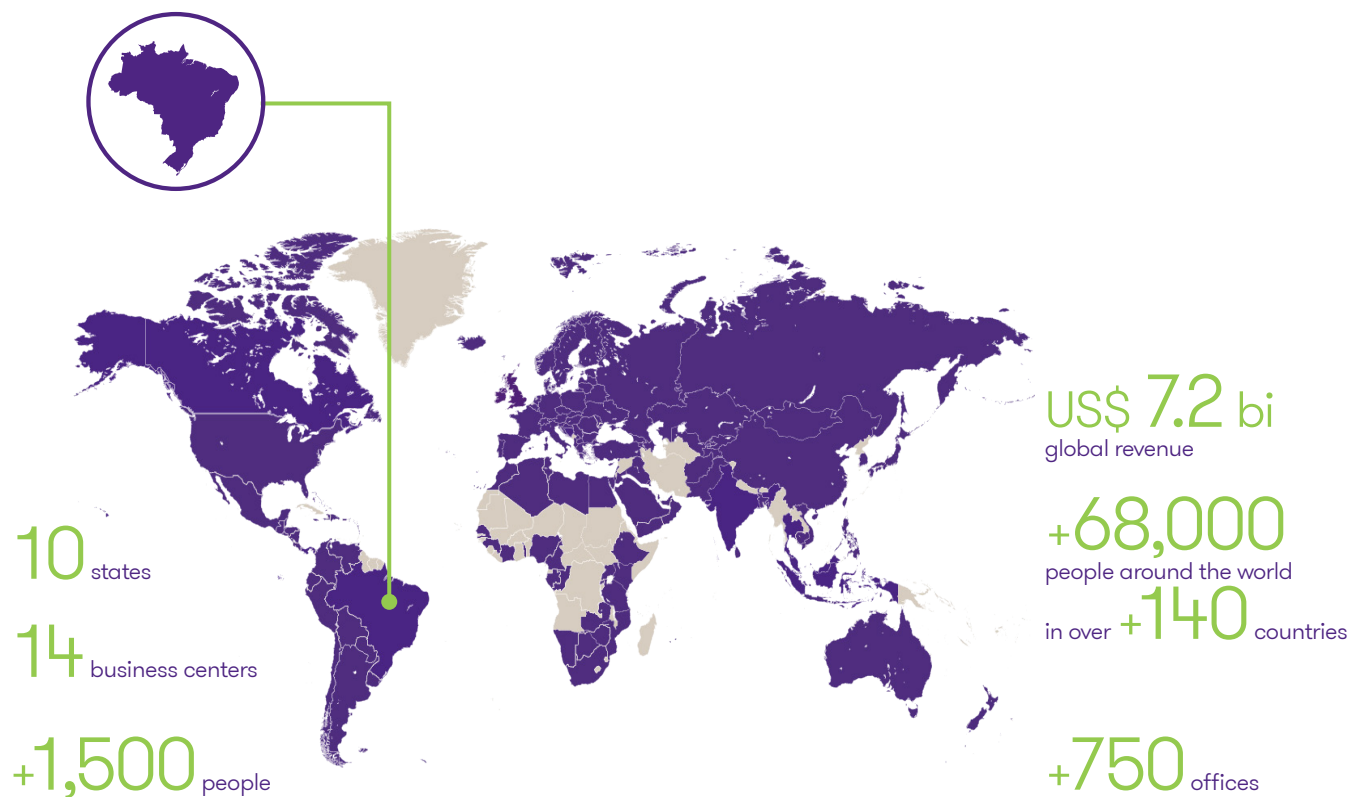 10 states
14 business centers
+1,500 people
US$ 7.2 bi
global revenue
+68,000
people around the world
in over +140 countries
+750 offices